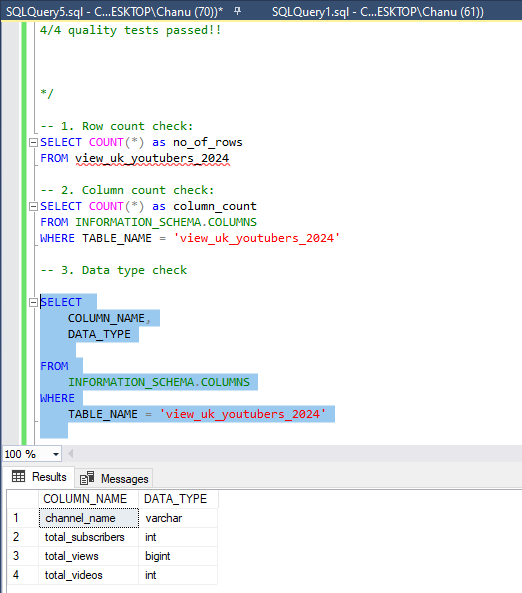 SQLQuery5.sql - C...ESKTOP\Chanu (70))* SQLQuery1.sql - C...ESKTOP\Chanu (61))
4/4 quality tests passed!!
*/
-- 1. Row count check:
SELECT COUNT(*) as no_of_rows
FROM view_uk_youtubers_2024
-- 2. Column count check:
SELECT COUNT(*) as column_count
FROM INFORMATION_SCHEMA.COLUMNS
WHERE TABLE_NAME = 'view_uk_youtubers_2024'
-- 3. Data type check
SELECT
COLUMN_NAME,
DATA_TYPE
FROM
INFORMATION_SCHEMA.COLUMNS
WHERE
TABLE_NAME = 'view_uk_youtubers_2024'
100 %
Results Messages
COLUMN_NAME DATA_TYPE
1 channel_name varchar
2 total_subscribers int
3 total_views bigint
4 total_videos int